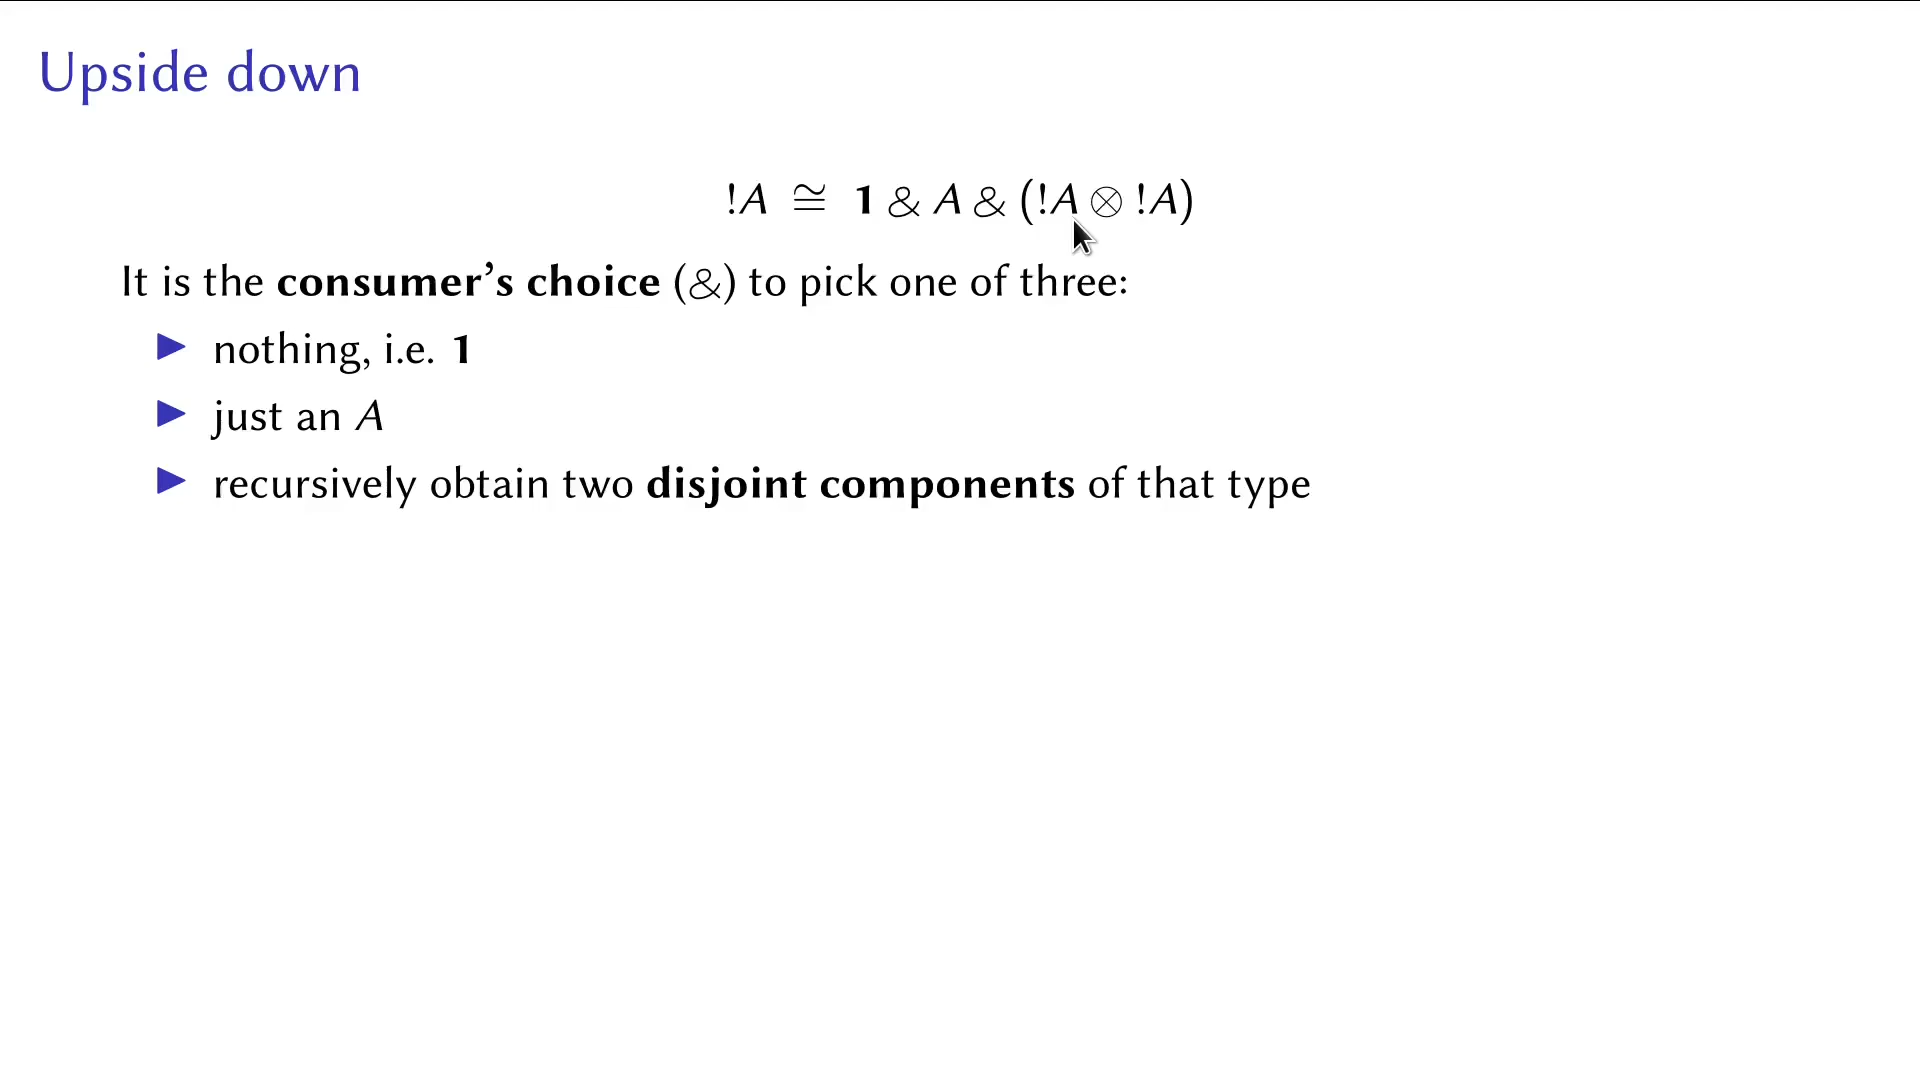 Upside down
!A ≅ 1 & A & (!A ⊗ !A)
It is the consumer’s choice (&) to pick one of three:
▶ nothing, i.e. 1
▶ just an A
▶ recursively obtain two disjoint components of that type